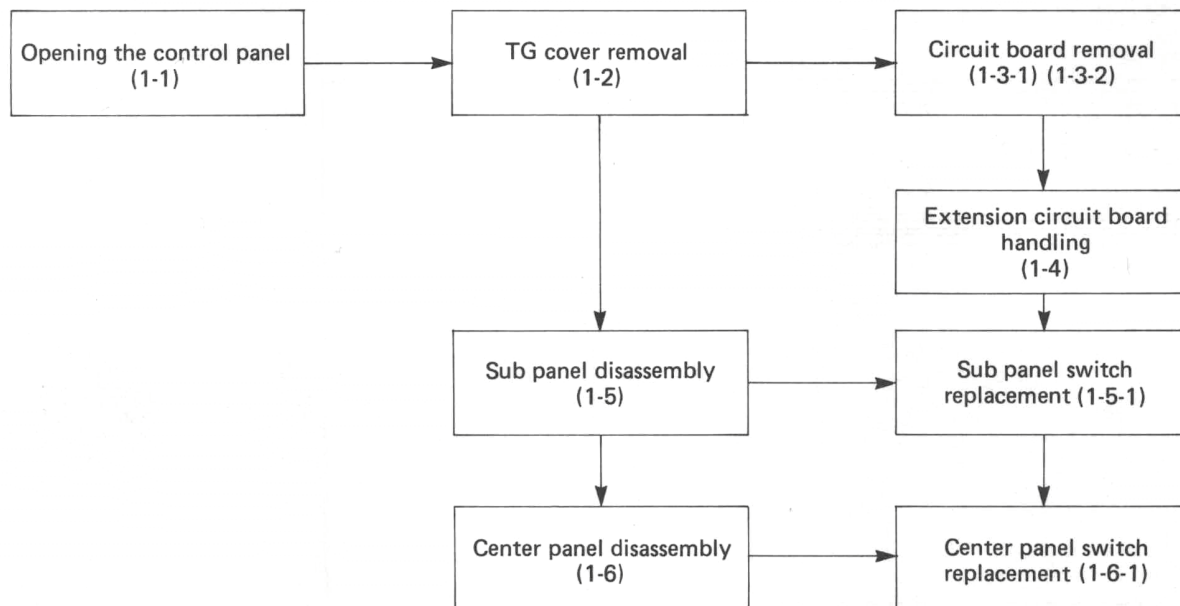 Opening the control panel
(1-1)
TG cover removal
(1-2)
Circuit board removal
(1-3-1) (1-3-2)
Extension circuit board
handling
(1-4)
Sub panel disassembly
(1-5)
Sub panel switch
replacement (1-5-1)
Center panel disassembly
(1-6)
Center panel switch
replacement (1-6-1)